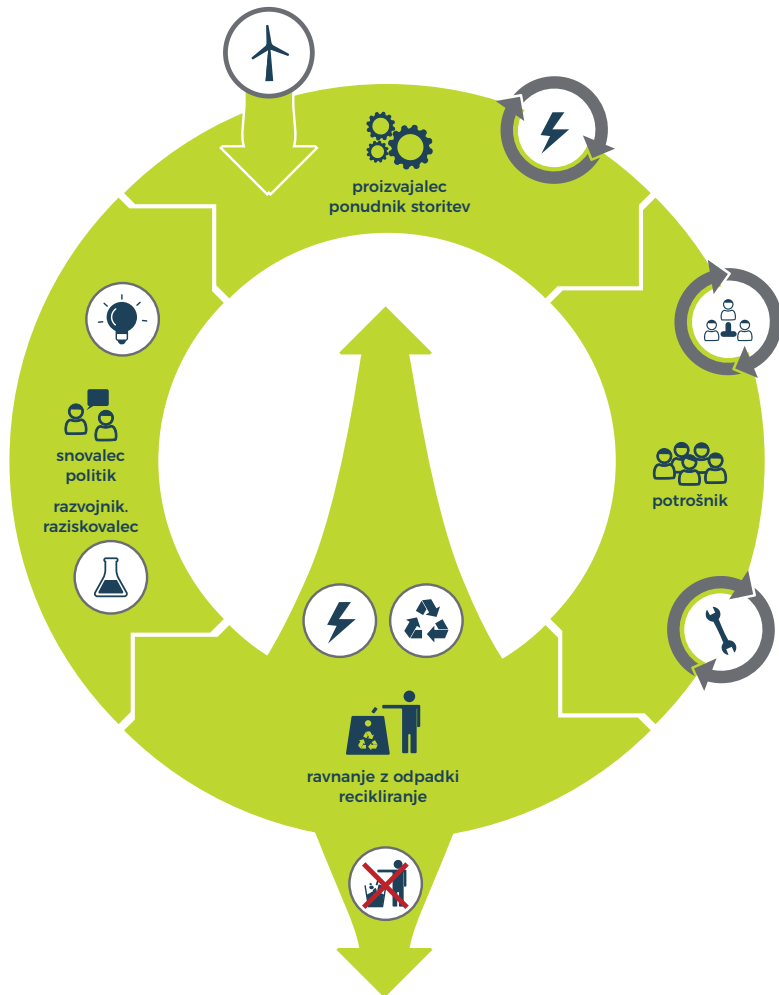 proizvajalec
ponudnik storitev
snovalec
politik
razvojnik.
raziskovalec
potrošnik
ravnanje z odpadki
recikliranje